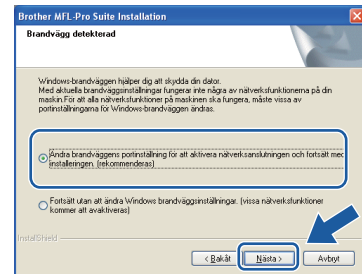 Brother MFL-Pro Suite Installation
Brandvägg detekterad
Windows-brandväggen hjälper dig att skydda din dator.
Med aktuella brandväggsinställningar fungerar inte några av nätverksfunktionerna på din
maskin.För att alla nätverksfunktioner på maskinen ska fungera, måste vissa av
portinställningarna för Windows-brandväggen ändras.
Ändra brandväggens portinställning för att aktivera nätverksanslutningen och fortsätt med
installeringen. (rekommenderas)
Fortsätt utan att ändra Windows brandväggsinställningar. (vissa nätverksfunktioner
kommer att avaktiveras)
InstallShield
< Bakåt
Nästa >
Avbryt